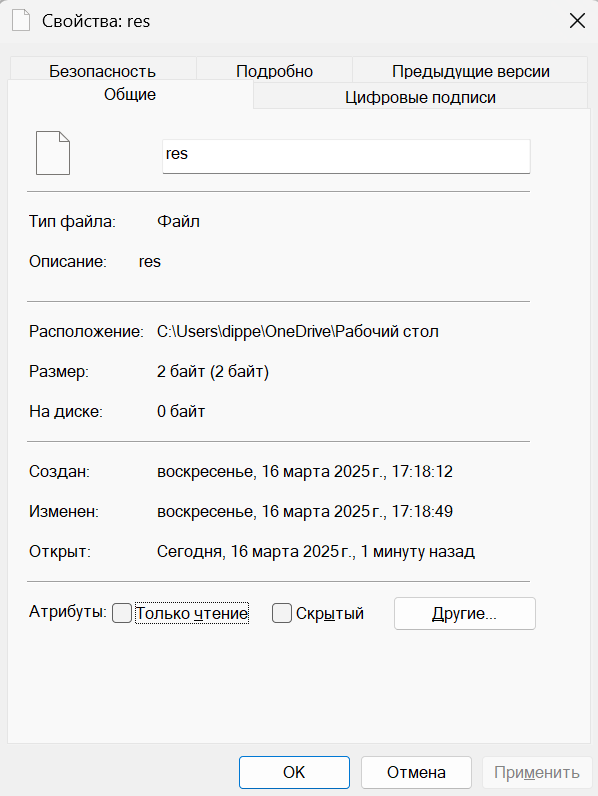 Свойства: res
Безопасность Подробно Предыдущие версии
Общие Цифровые подписи
res
Тип файла: Файл
Описание: res
Расположение: C:\Users\dippe\OneDrive\Рабочий стол
Размер: 2 байт (2 байт)
На диске: 0 байт
Создан: воскресенье, 16 марта 2025 г., 17:18:12
Изменен: воскресенье, 16 марта 2025 г., 17:18:49
Открыт: Сегодня, 16 марта 2025 г., 1 минуту назад
Атрибуты: Только чтение Скрытый Другие...
OK Отмена Применить